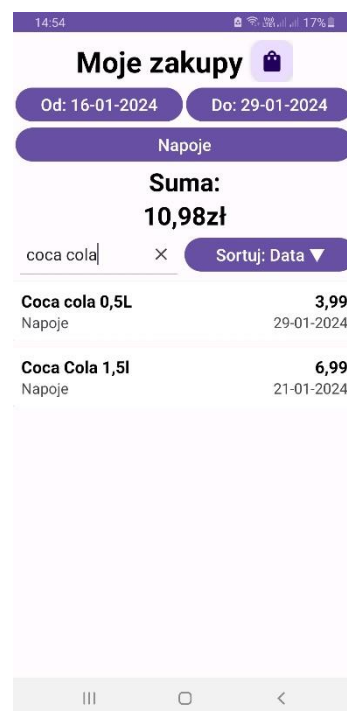 14:54 17%
Moje zakupy
Od: 16-01-2024 Do: 29-01-2024
Napoje
Suma:
10,98zł
coca cola Sortuj: Data ▼
Coca cola 0,5L 3,99
Napoje 29-01-2024
Coca Cola 1,5l 6,99
Napoje 21-01-2024